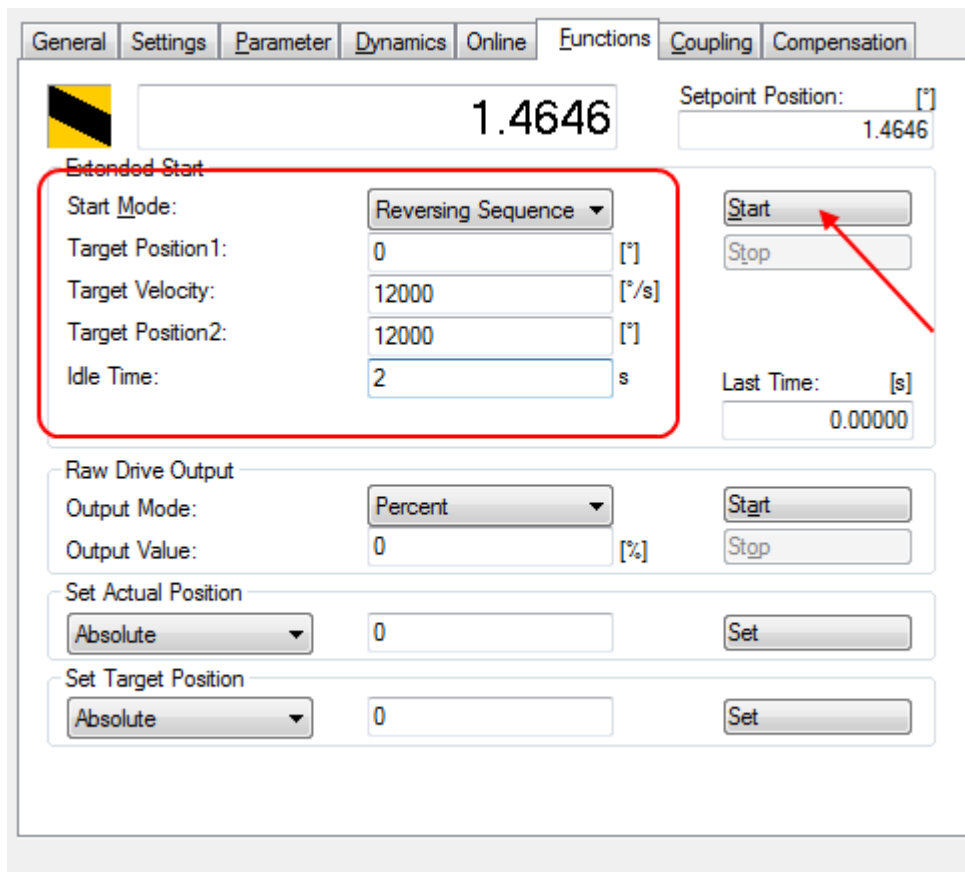 General Settings Parameter Dynamics Online Functions Coupling Compensation
1.4646
Setpoint Position: [°]
1.4646
Extended Start
Start Mode: Reversing Sequence Start
Target Position1: 0 [°] Stop
Target Velocity: 12000 [°/s]
Target Position2: 12000 [°]
Idle Time: 2 s
Last Time: [s]
0.00000
Raw Drive Output
Output Mode: Percent Start
Output Value: 0 [%] Stop
Set Actual Position
Absolute 0 Set
Set Target Position
Absolute 0 Set